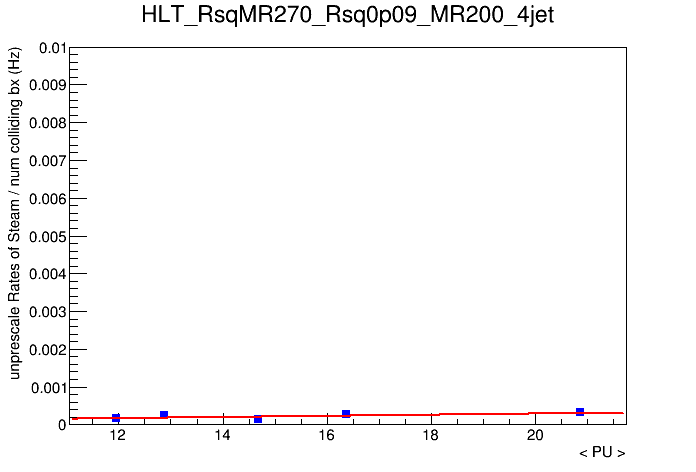 HLT_RsqMR270_Rsq0p09_MR200_4jet
unprescale Rates of Steam / num colliding bx (Hz)
0.01
0.009
0.008
0.007
0.006
0.005
0.004
0.003
0.002
0.001
0
12 14 16 18 20
< PU >